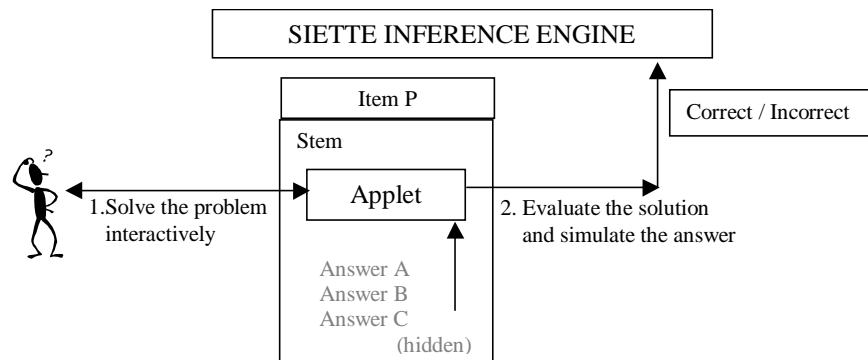 SIETTE INFERENCE ENGINE
Item P
Correct / Incorrect
Stem
?
Applet
1.Solve the problem
interactively
2. Evaluate the solution
and simulate the answer
Answer A
Answer B
Answer C
(hidden)